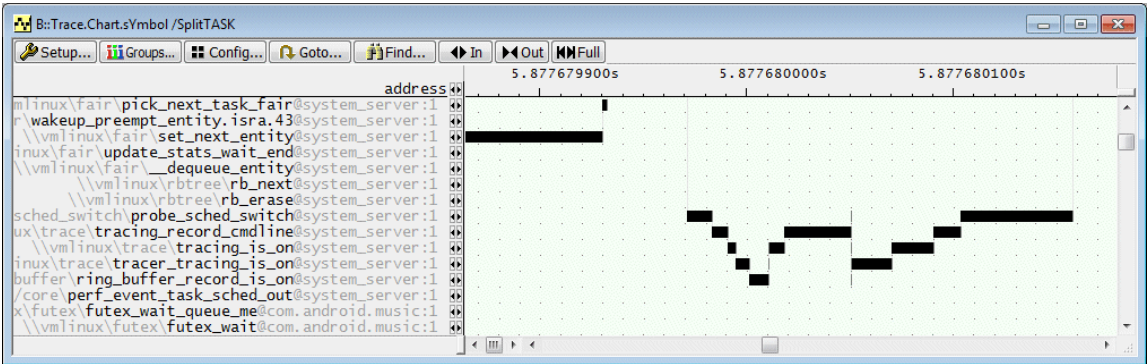 B::Trace.Chart.sYmbol /SplitTASK
Setup... Groups... Config... Goto... Find... In Out Full
5.877679900s 5.877680000s 5.877680100s
address
mlinux\fair\pick_next_task_fair@system_server:1
r\wakeup_preempt_entity.isra.43@system_server:1
\\vmlinux\fair\set_next_entity@system_server:1
inux\fair\update_stats_wait_end@system_server:1
\\vmlinux\fair\__dequeue_entity@system_server:1
\\vmlinux\rbtree\rb_next@system_server:1
\\vmlinux\rbtree\rb_erase@system_server:1
sched_switch\probe_sched_switch@system_server:1
ux\trace\tracing_record_cmdline@system_server:1
\\vmlinux\trace\tracing_is_on@system_server:1
inux\trace\tracer_tracing_is_on@system_server:1
buffer\ring_buffer_record_is_on@system_server:1
/core\perf_event_task_sched_out@system_server:1
x\futex\futex_wait_queue_me@com.android.music:1
\\vmlinux\futex\futex_wait@com.android.music:1